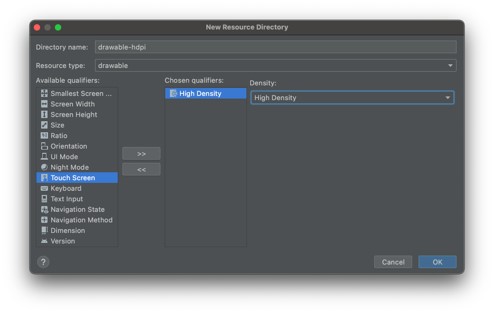 New Resource Directory
Directory name: drawable-hdpi
Resource type: drawable
Available qualifiers:
Smallest Screen ...
Screen Width
Screen Height
Size
Ratio
Orientation
UI Mode
Night Mode
Touch Screen
Keyboard
Text Input
Navigation State
Navigation Method
Dimension
Version
>>
<<
Chosen qualifiers:
High Density
Density:
High Density
?
Cancel
OK